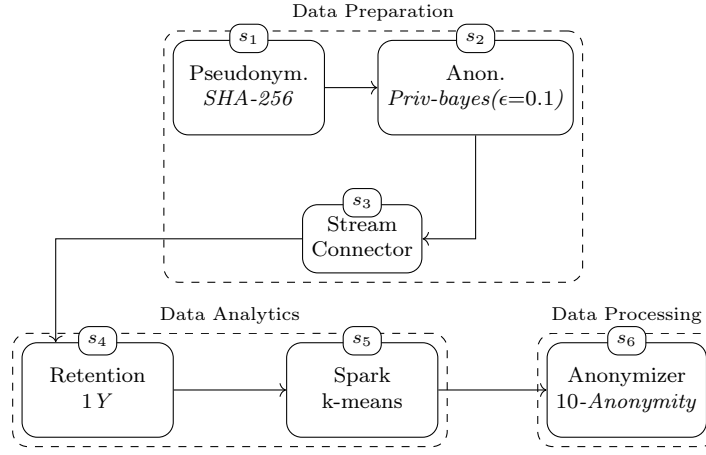 Data Preparation
s1
s2
Pseudonym.
SHA-256
Anon.
Priv-bayes(ϵ=0.1)
s3
Stream
Connector
Data Analytics
Data Processing
s4
s5
s6
Retention
1Y
Spark
k-means
Anonymizer
10-Anonymity